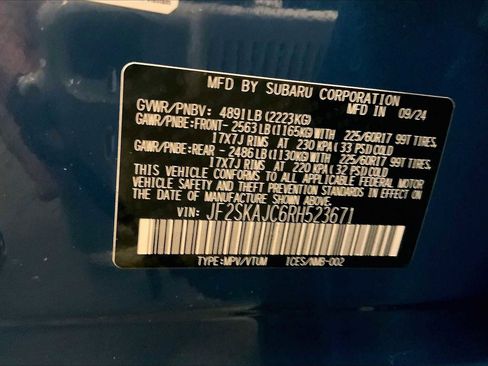 MFD BY SUBARU CORPORATION
MFD IN 09/24
GVWR/PNBV: 4891LB (2223KG)
GAWR/PNBE:FRONT- 2563LB(1165KG)WITH 225/60R17 99T TIRES,
17X7J RIMS AT 230 KPA( 33 PSI COLD
GAWR/PNBE:REAR - 2486LB(1130KG)WITH 225/60R17 99T TIRES,
17X7J RIMS AT 220 KPA( 32 PSI COLD
THIS VEHICLE CONFORMS TO ALL APPLICABLE FEDERAL MOTOR
VEHICLE SAFETY, BUMPER, AND THEFT PREVENTION STANDARDS IN EFFECT
ON THE DATE OF MANUFACTURE SHOWN ABOVE.
VIN: JF2SKAJC6RH523671
TYPE:MPV/VTUM ICES/NMB-002